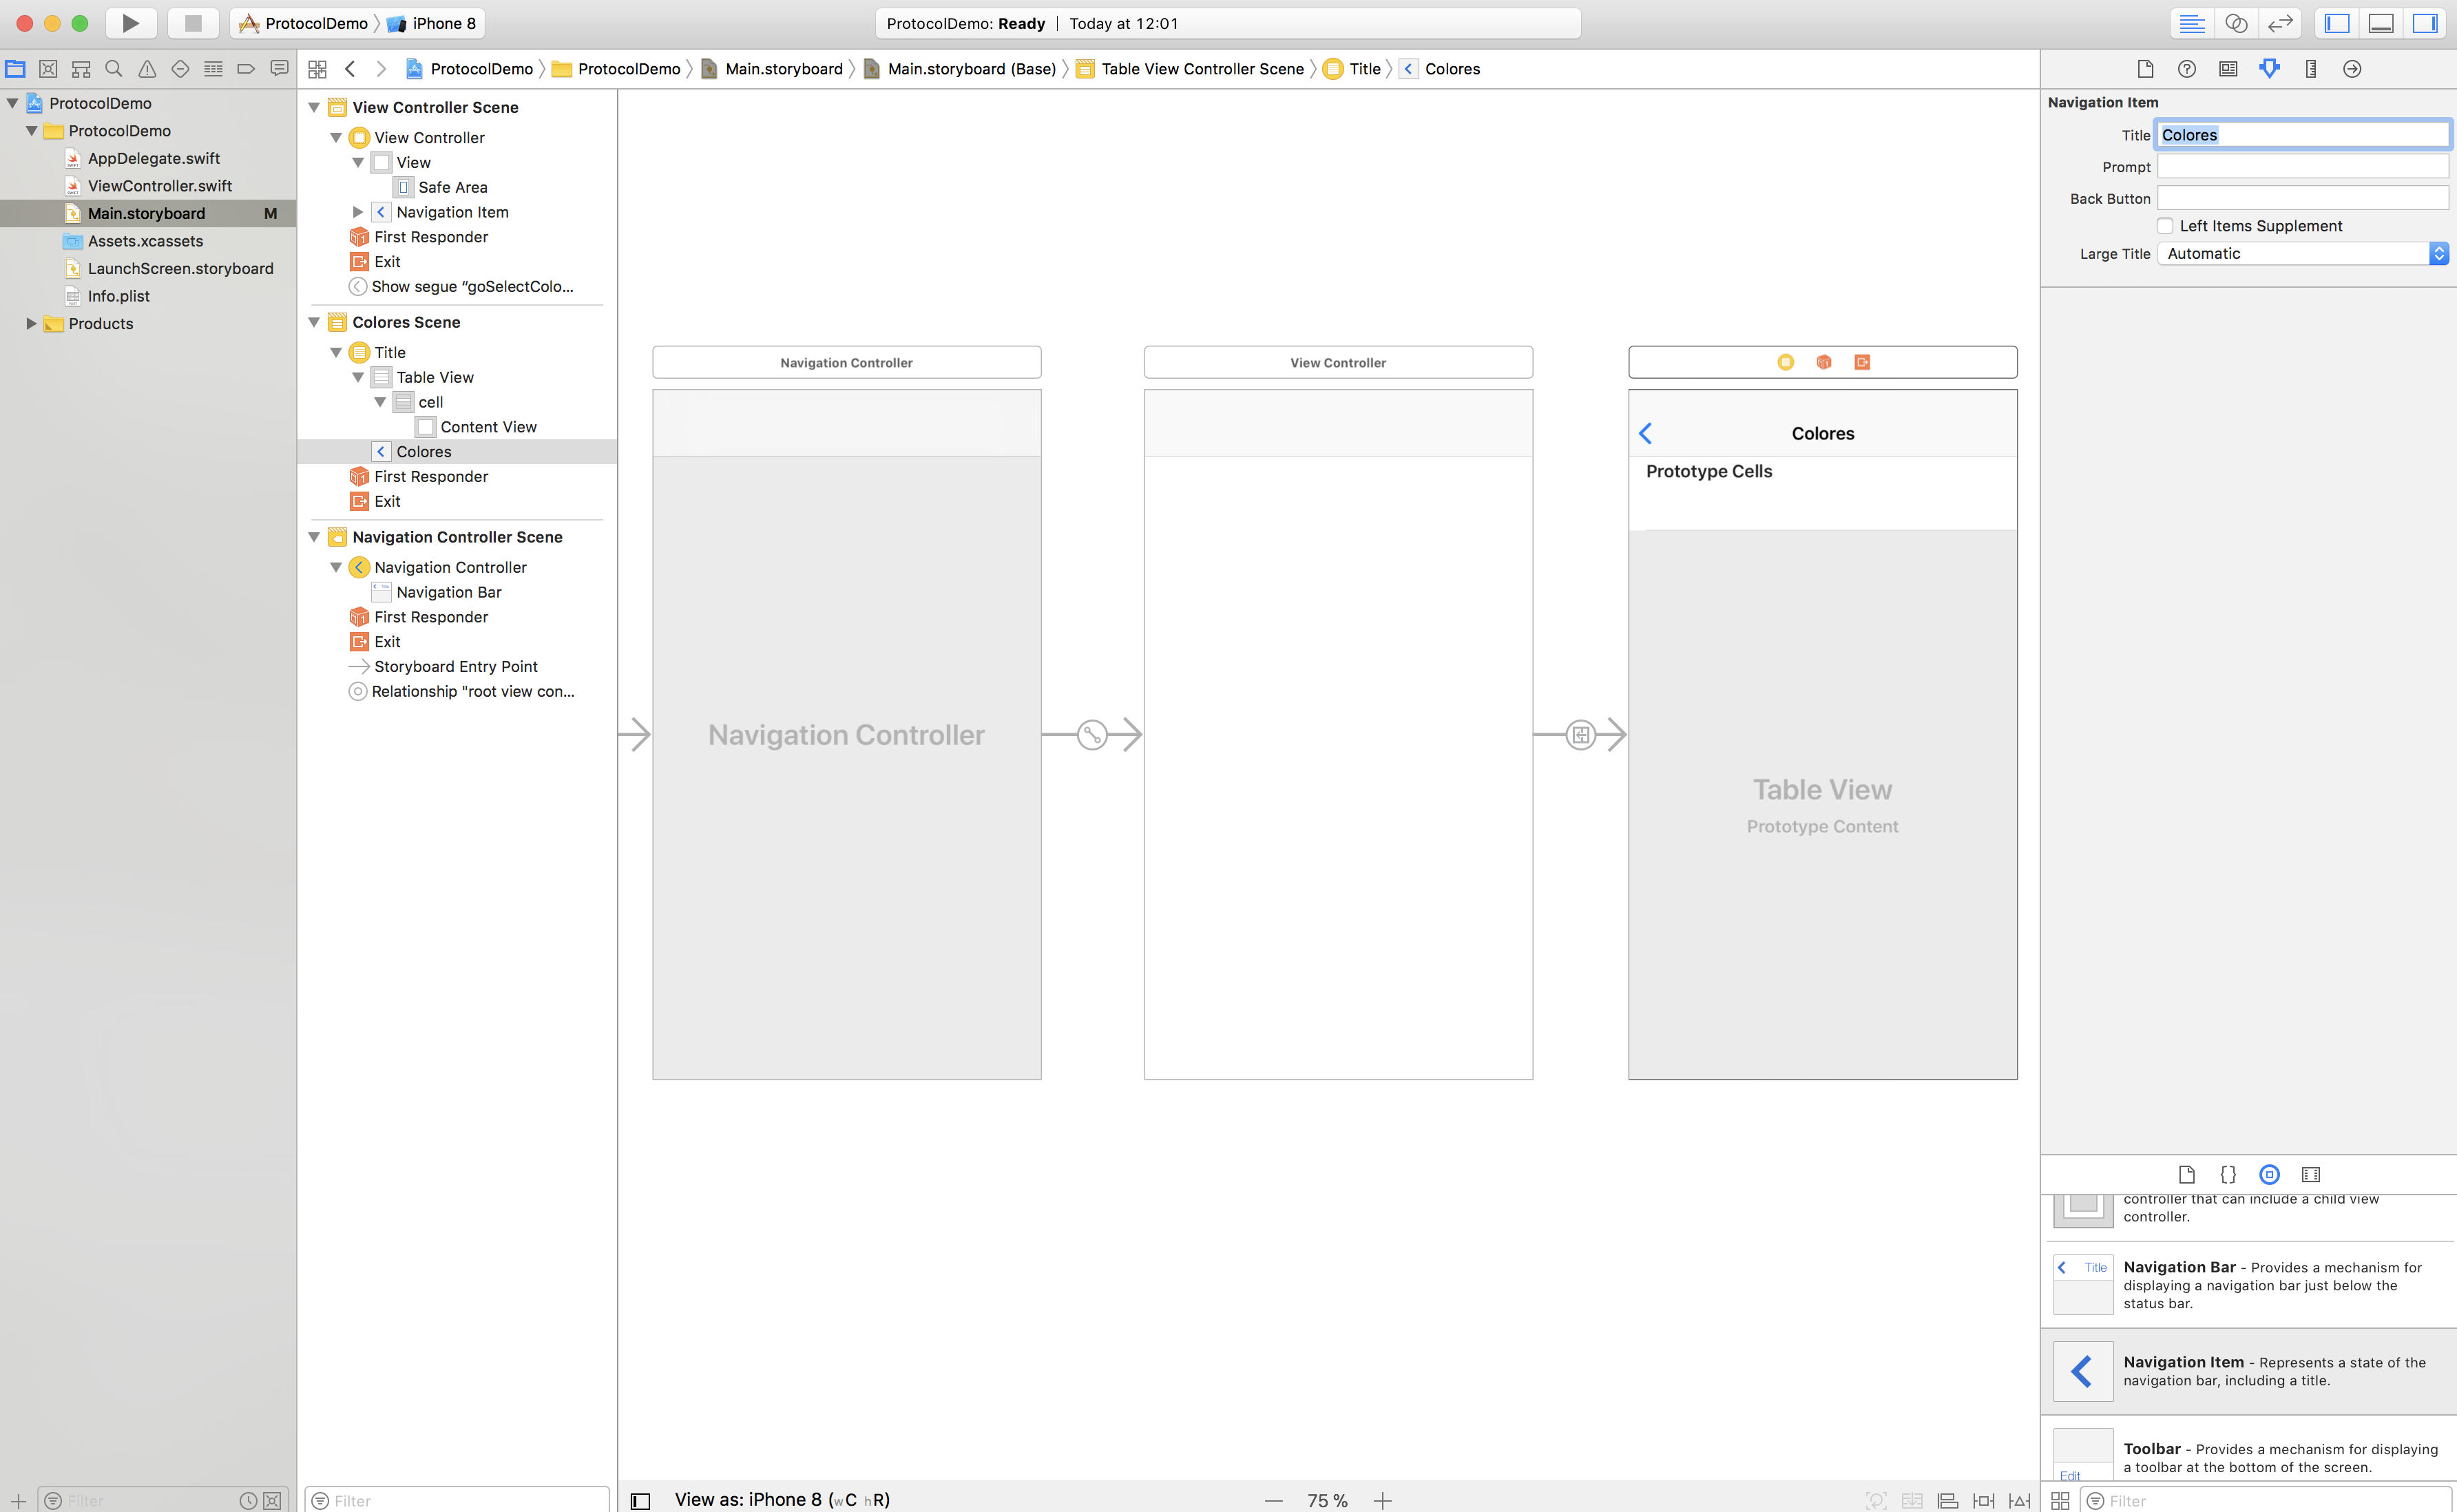 ProtocolDemo iPhone 8
ProtocolDemo: Ready | Today at 12:01
ProtocolDemo ProtocolDemo Main.storyboard Main.storyboard (Base) Table View Controller Scene Title Colores
ProtocolDemo
ProtocolDemo
AppDelegate.swift
ViewController.swift
Main.storyboard M
Assets.xcassets
LaunchScreen.storyboard
Info.plist
Products
Filter
View Controller Scene
View Controller
View
Safe Area
Navigation Item
First Responder
Exit
Show segue “goSelectColo...
Colores Scene
Title
Table View
cell
Content View
Colores
First Responder
Exit
Navigation Controller Scene
Navigation Controller
Navigation Bar
First Responder
Exit
Storyboard Entry Point
Relationship "root view con...
Filter
Navigation Controller
Navigation Controller
View Controller
Colores
Prototype Cells
Table View
Prototype Content
View as: iPhone 8 (wC hR)
75 %
Navigation Item
Title Colores
Prompt
Back Button
Left Items Supplement
Large Title Automatic
controller that can include a child view
controller.
Title
Navigation Bar - Provides a mechanism for
displaying a navigation bar just below the
status bar.
Navigation Item - Represents a state of the
navigation bar, including a title.
Edit
Toolbar - Provides a mechanism for displaying
a toolbar at the bottom of the screen.
Filter